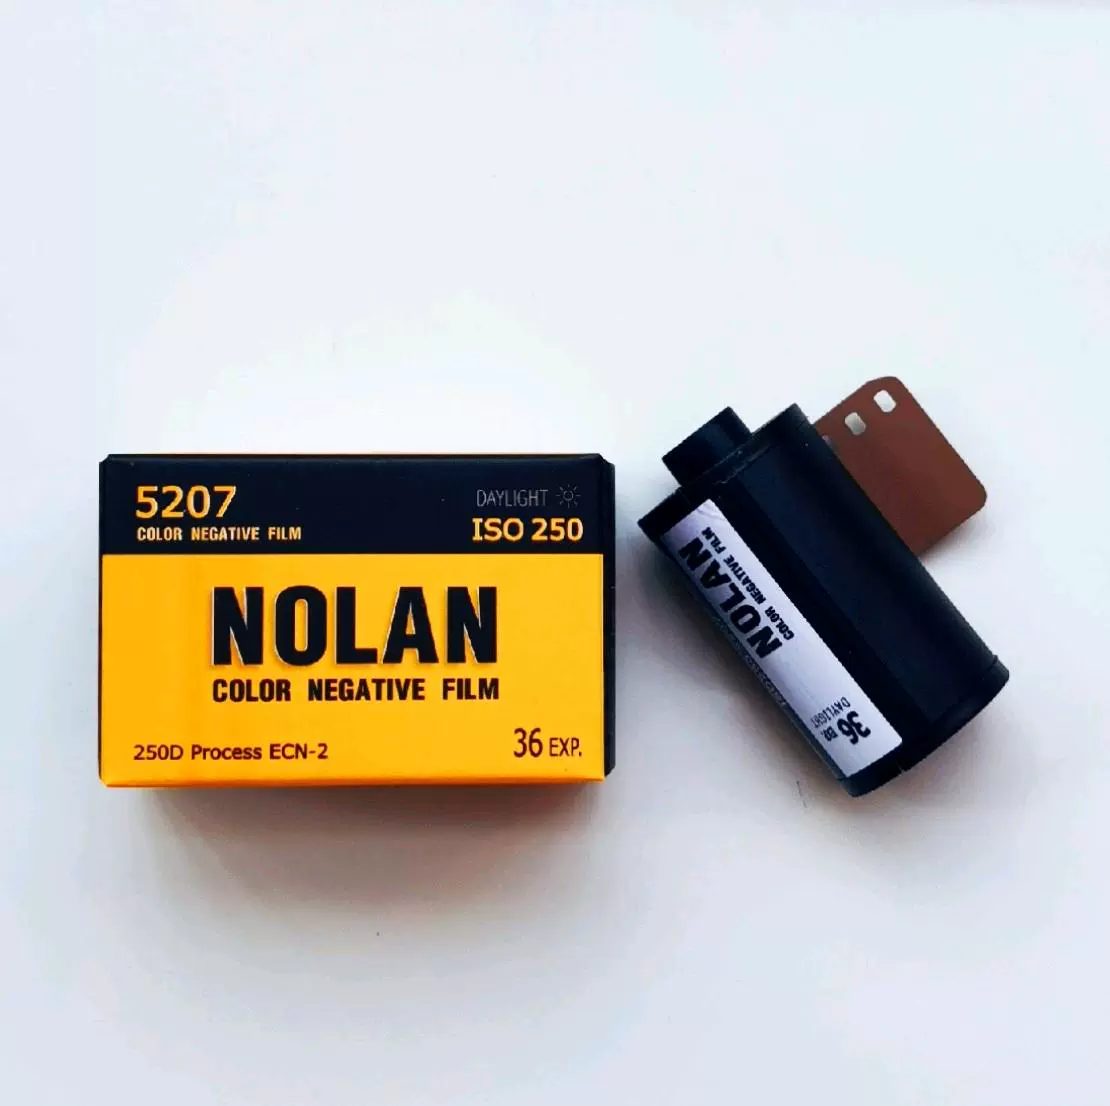 5207
COLOR NEGATIVE FILM
DAYLIGHT
ISO 250
NOLAN
COLOR NEGATIVE FILM
250D Process ECN-2
36 EXP.
NOLAN
COLOR NEGATIVE FILM
36
DAYLIGHT